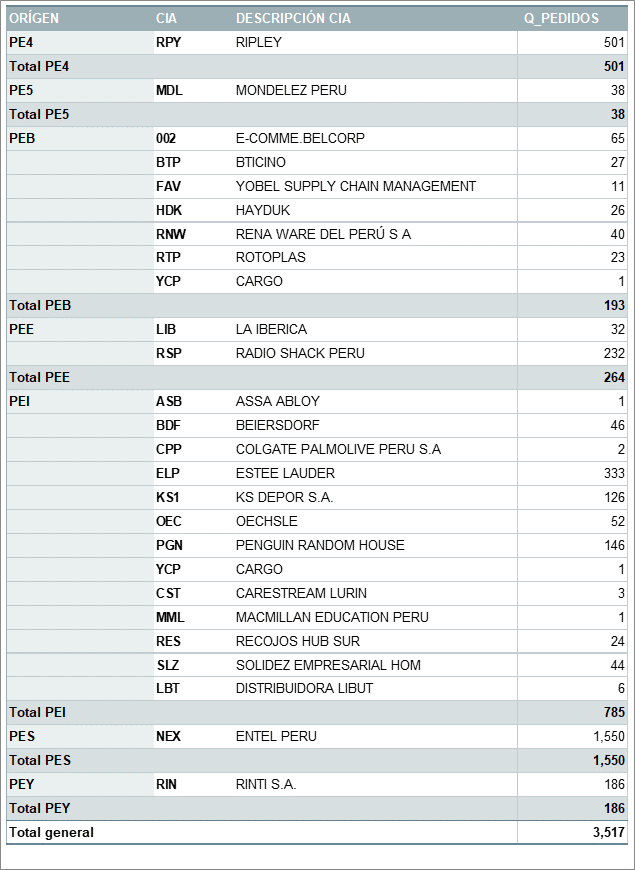 ORÍGEN CIA DESCRIPCIÓN CIA Q_PEDIDOS
PE4 RPY RIPLEY 501
Total PE4 501
PE5 MDL MONDELEZ PERU 38
Total PE5 38
PEB 002 E-COMME.BELCORP 65
BTP BTICINO 27
FAV YOBEL SUPPLY CHAIN MANAGEMENT 11
HDK HAYDUK 26
RNW RENA WARE DEL PERÚ S A 40
RTP ROTOPLAS 23
YCP CARGO 1
Total PEB 193
PEE LIB LA IBERICA 32
RSP RADIO SHACK PERU 232
Total PEE 264
PEI ASB ASSA ABLOY 1
BDF BEIERSDORF 46
CPP COLGATE PALMOLIVE PERU S.A 2
ELP ESTEE LAUDER 333
KS1 KS DEPOR S.A. 126
OEC OECHSLE 52
PGN PENGUIN RANDOM HOUSE 146
YCP CARGO 1
CST CARESTREAM LURIN 3
MML MACMILLAN EDUCATION PERU 1
RES RECOJOS HUB SUR 24
SLZ SOLIDEZ EMPRESARIAL HOM 44
LBT DISTRIBUIDORA LIBUT 6
Total PEI 785
PES NEX ENTEL PERU 1,550
Total PES 1,550
PEY RIN RINTI S.A. 186
Total PEY 186
Total general 3,517